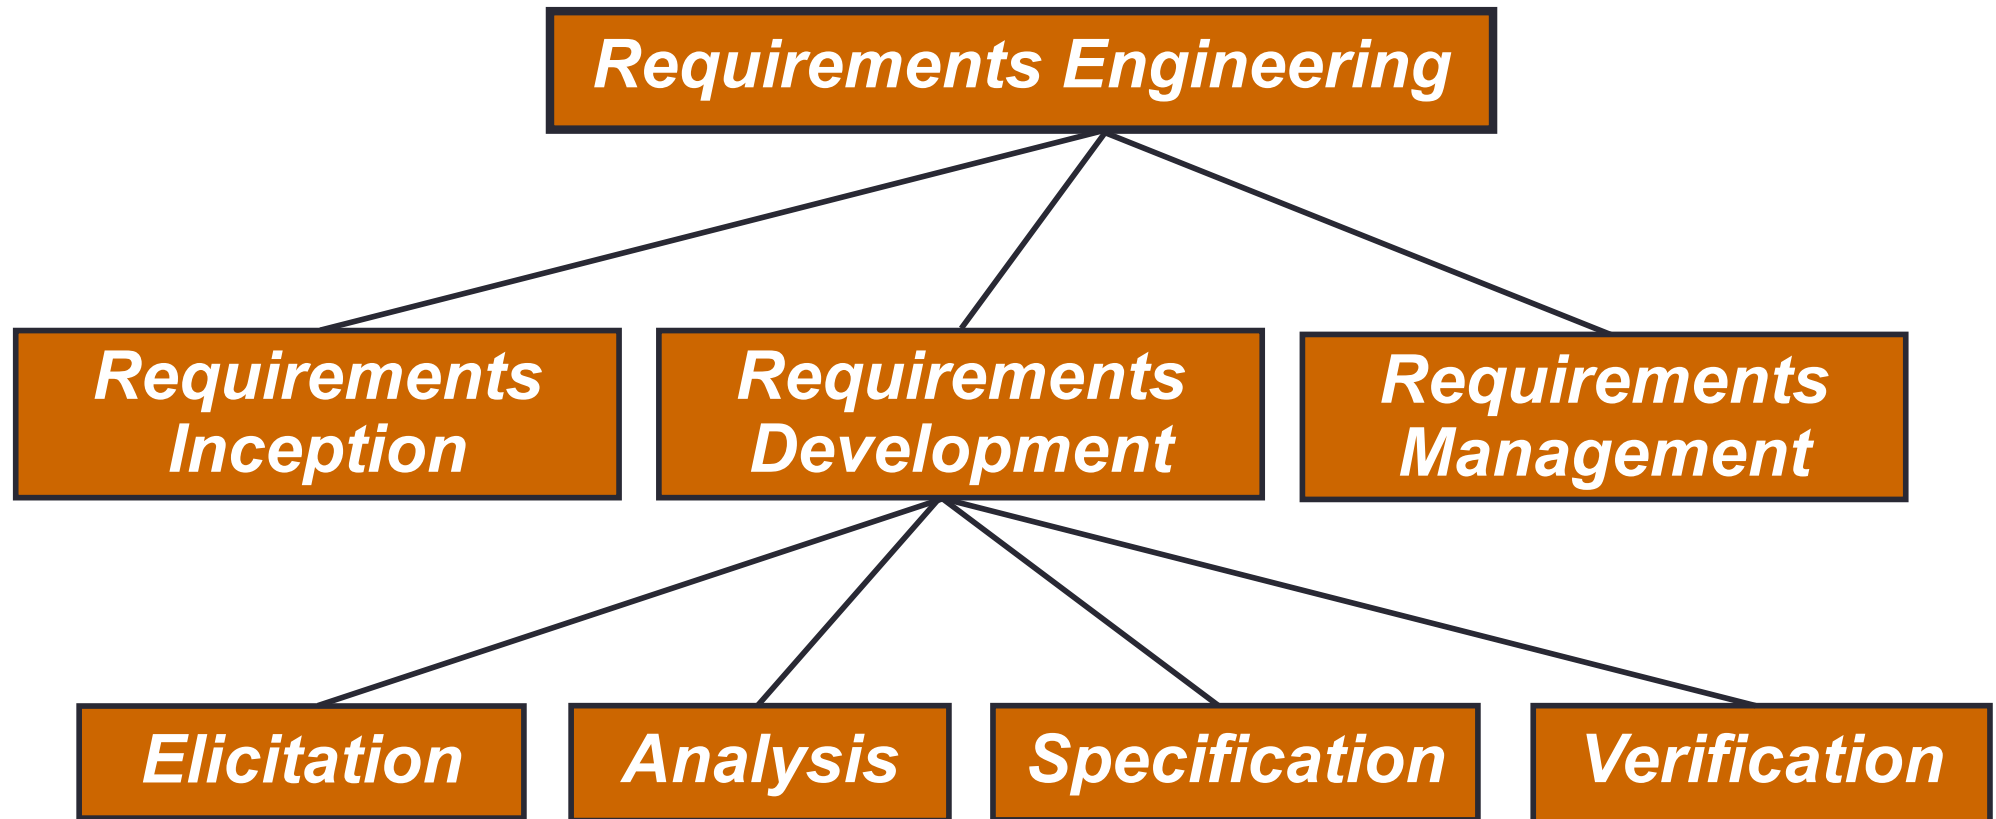 Requirements Engineering
Requirements
Inception
Requirements
Development
Requirements
Management
Elicitation
Analysis
Specification
Verification